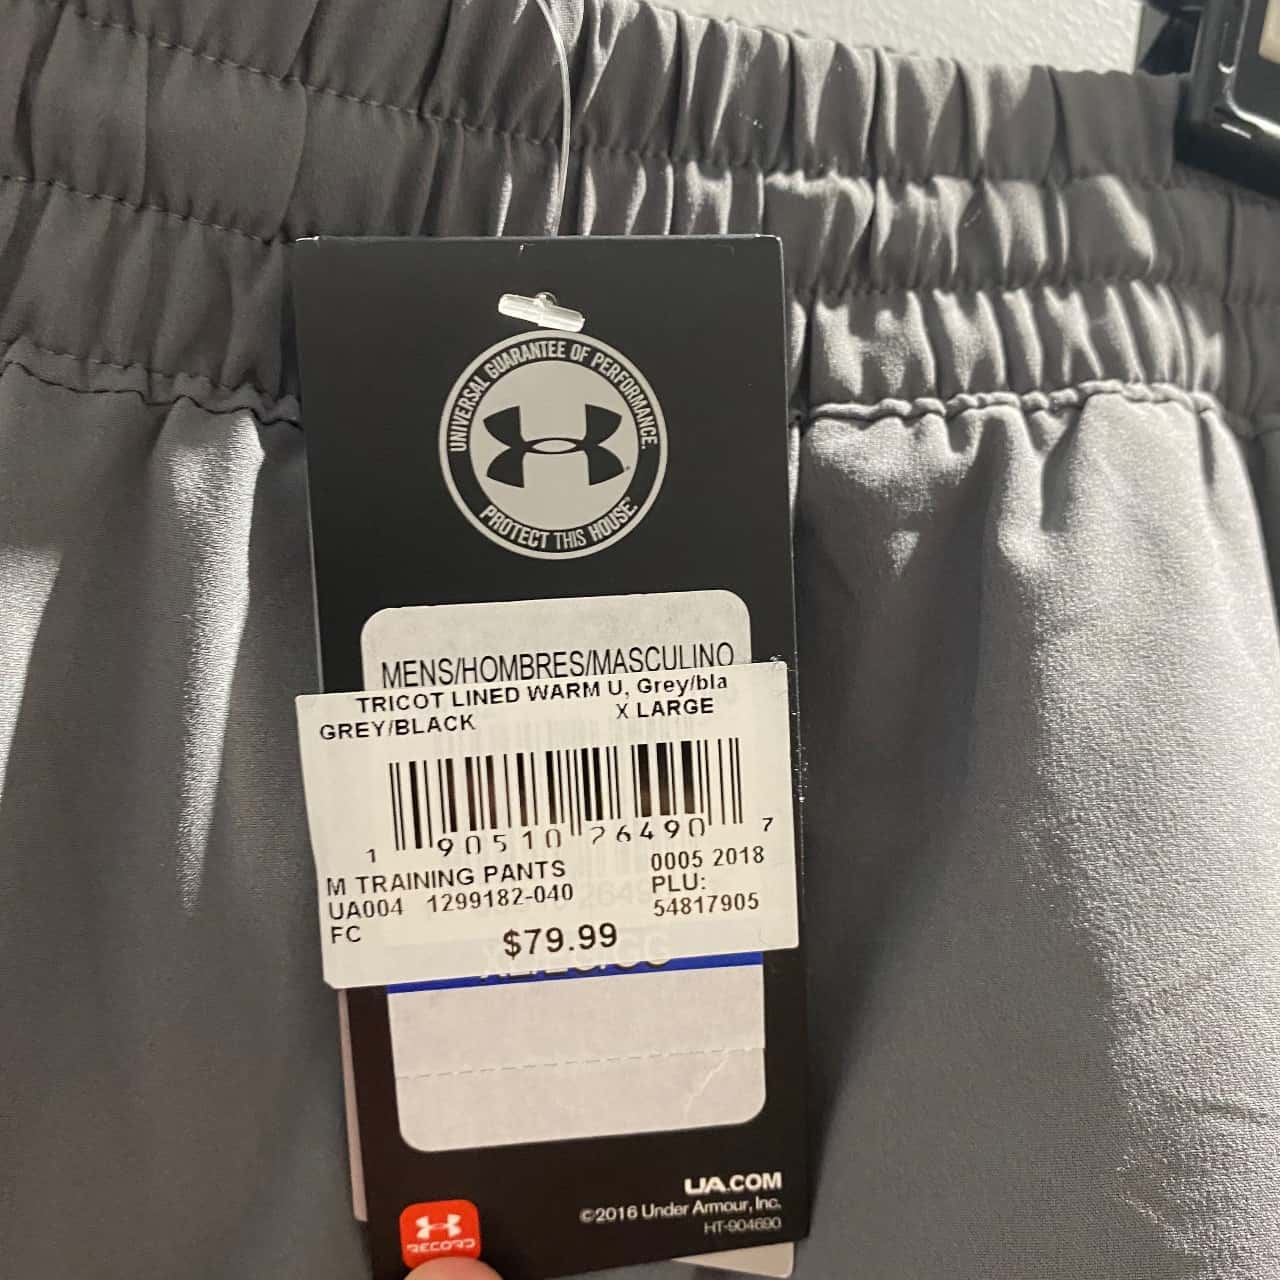 UNIVERSAL GUARANTEE OF PERFORMANCE.
PROTECT THIS HOUSE.
MENS/HOMBRES/MASCULINO
TRICOT LINED WARM U, Grey/bla
GREY/BLACK X LARGE
1 90510 26490 7
M TRAINING PANTS 0005 2018
UA004 1299182-040 PLU:
FC 54817905
$79.99
UA.COM
©2016 Under Armour, Inc.
HT-904690
RECORD